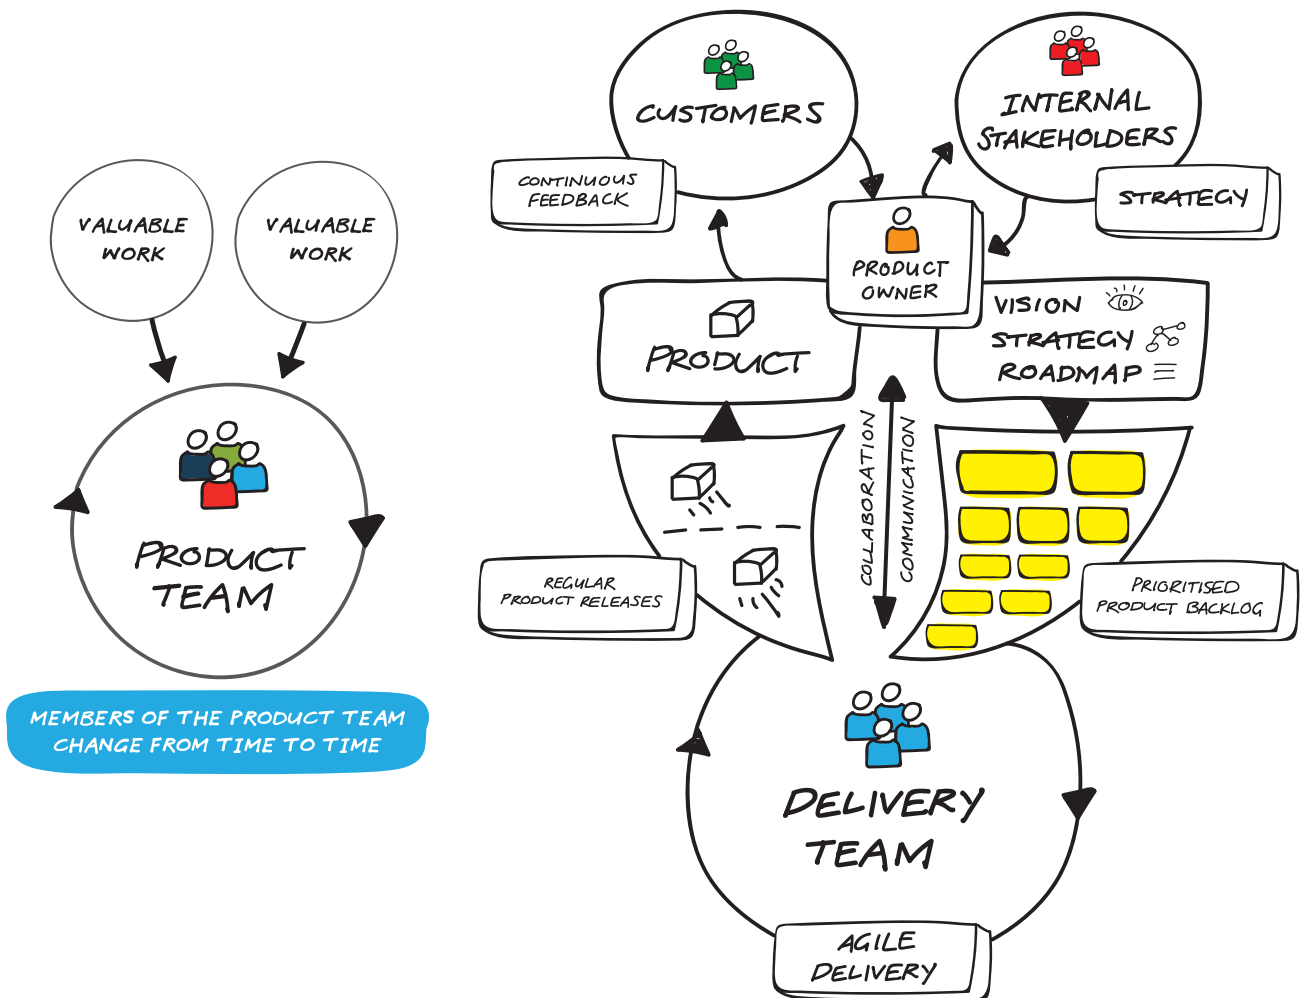 VALUABLE
WORK
VALUABLE
WORK
PRODUCT
TEAM
MEMBERS OF THE PRODUCT TEAM
CHANGE FROM TIME TO TIME
CUSTOMERS
CONTINUOUS
FEEDBACK
INTERNAL
STAKEHOLDERS
STRATEGY
PRODUCT
OWNER
PRODUCT
VISION
STRATEGY
ROADMAP
COLLABORATION
COMMUNICATION
REGULAR
PRODUCT RELEASES
PRIORITISED
PRODUCT BACKLOG
DELIVERY
TEAM
AGILE
DELIVERY